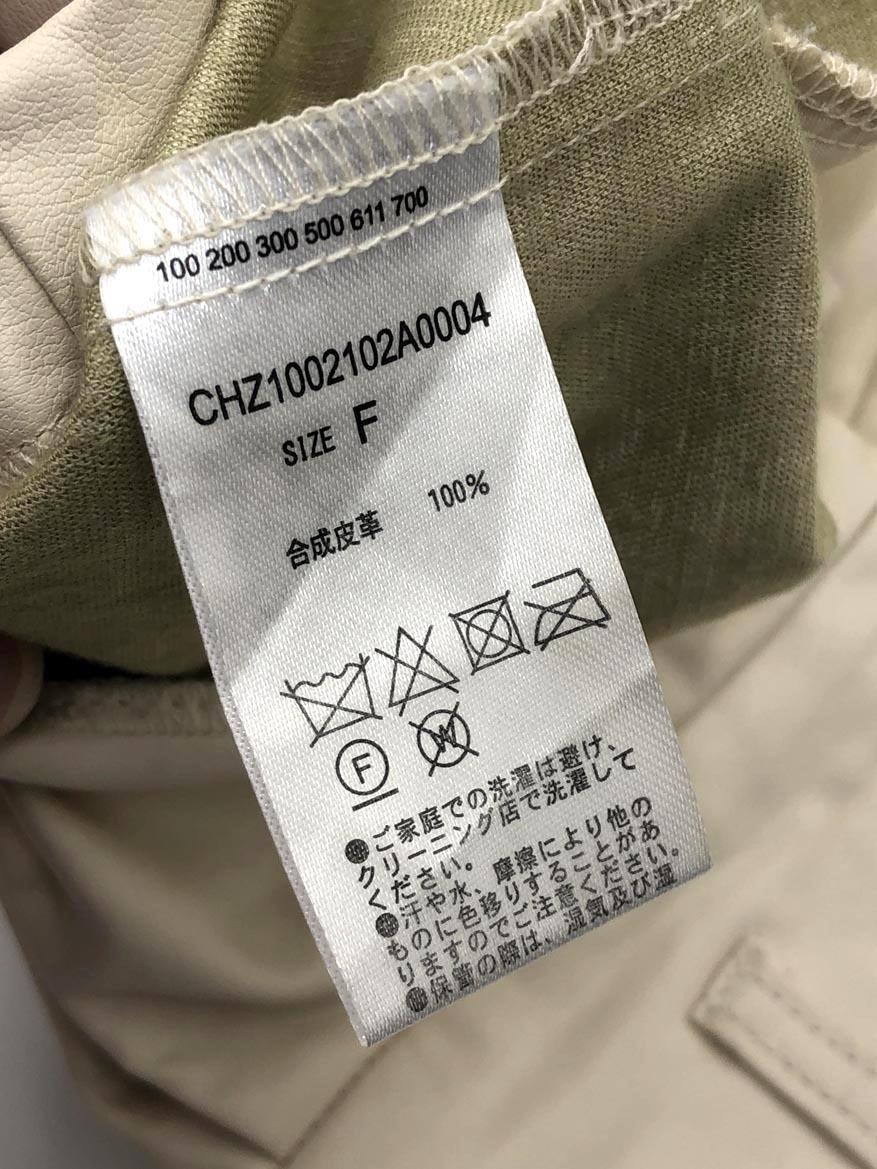 100 200 300 500 611 700
CHZ1002102A0004
SIZE F
合成皮革 100%
F
W
●ご家庭での洗濯は避け、
クリーニング店で洗濯して
ください。
●汗や水、摩擦により他の
ものに色移りすることがあ
りますのでご注意ください。
●保管の際は、湿気及び湿